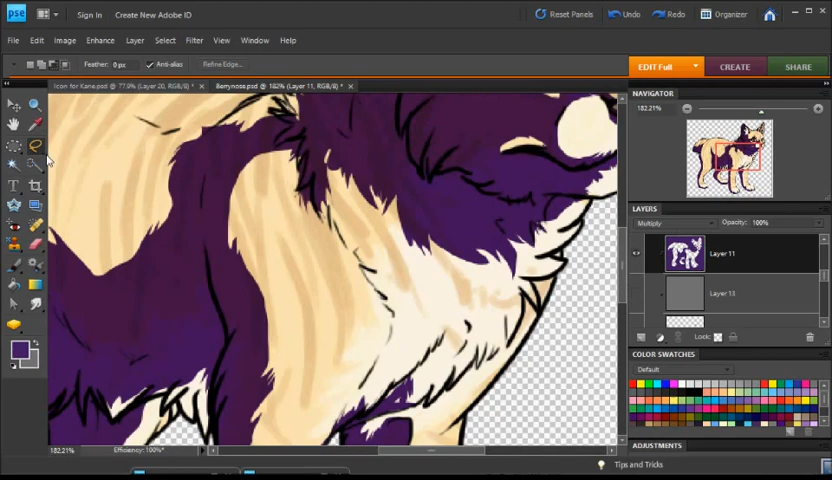 pse Sign In Create New Adobe ID Reset Panels Undo Redo Organizer
File Edit Image Enhance Layer Select Filter View Window Help
Feather: 0 px Anti-alias Refine Edge... EDIT Full CREATE SHARE
Icon for Kane.psd @ 77.9% (Layer 20, RGB/8) * × Berrynose.psd @ 182% (Layer 11, RGB/8) * ×
NAVIGATOR
182.21%
LAYERS
Multiply Opacity: 100%
Layer 11
Layer 13
Lock:
COLOR SWATCHES
Default
ADJUSTMENTS
182.21% Efficiency: 100%*
Tips and Tricks